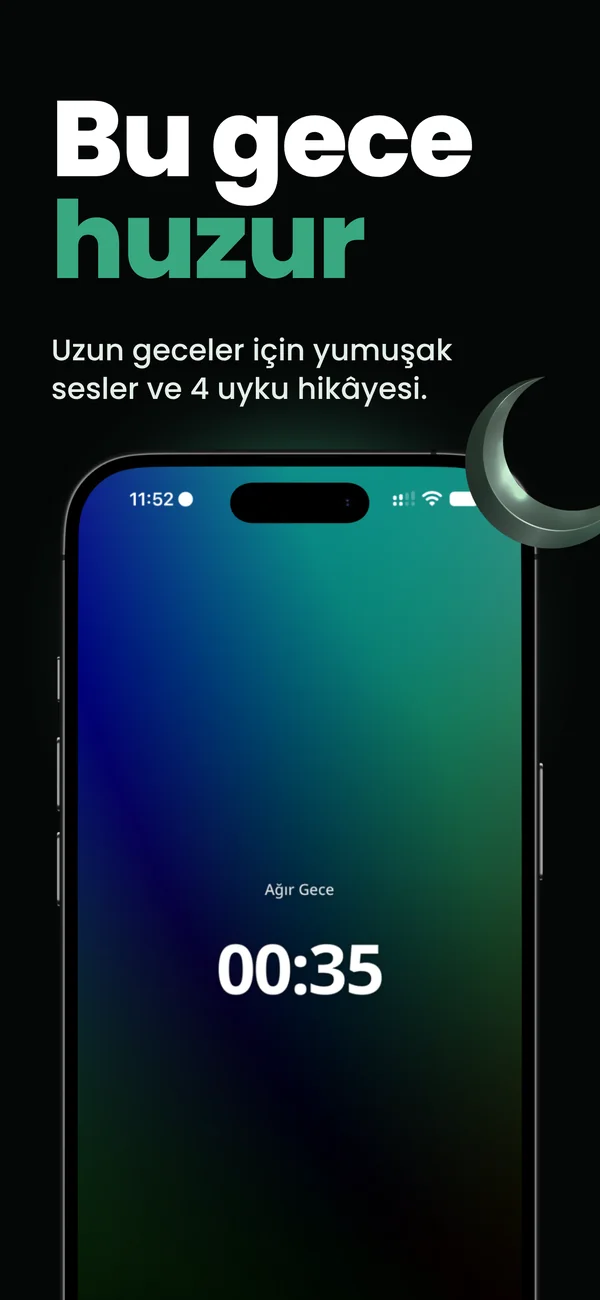 Bu gece
huzur
Uzun geceler için yumuşak
sesler ve 4 uyku hikâyesi.
11:52
Ağır Gece
00:35